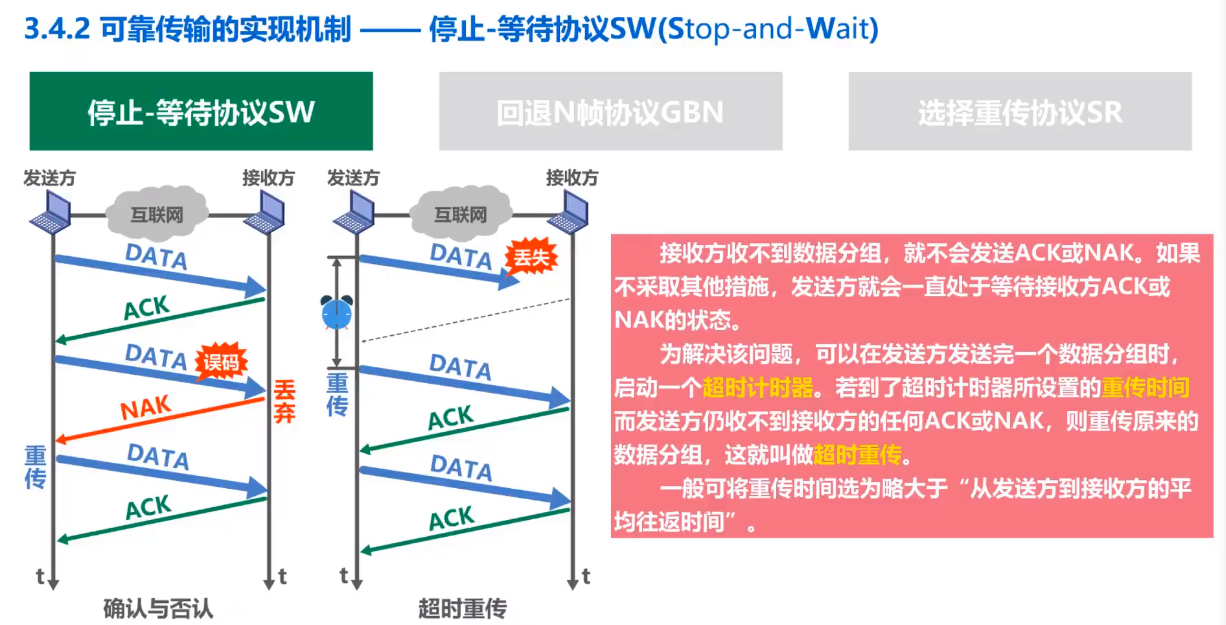 3.4.2 可靠传输的实现机制 —— 停止-等待协议SW(Stop-and-Wait)
停止-等待协议SW
回退N帧协议GBN
选择重传协议SR
发送方
接收方
互联网
DATA
ACK
DATA
误码
NAK
丢弃
重传
DATA
ACK
t
t
确认与否认
发送方
接收方
互联网
DATA
丢失
重传
DATA
ACK
DATA
ACK
t
t
超时重传
接收方收不到数据分组，就不会发送ACK或NAK。如果
不采取其他措施，发送方就会一直处于等待接收方ACK或
NAK的状态。
为解决该问题，可以在发送方发送完一个数据分组时，
启动一个超时计时器。若到了超时计时器所设置的重传时间
而发送方仍收不到接收方的任何ACK或NAK，则重传原来的
数据分组，这就叫做超时重传。
一般可将重传时间选为略大于“从发送方到接收方的平
均往返时间”。